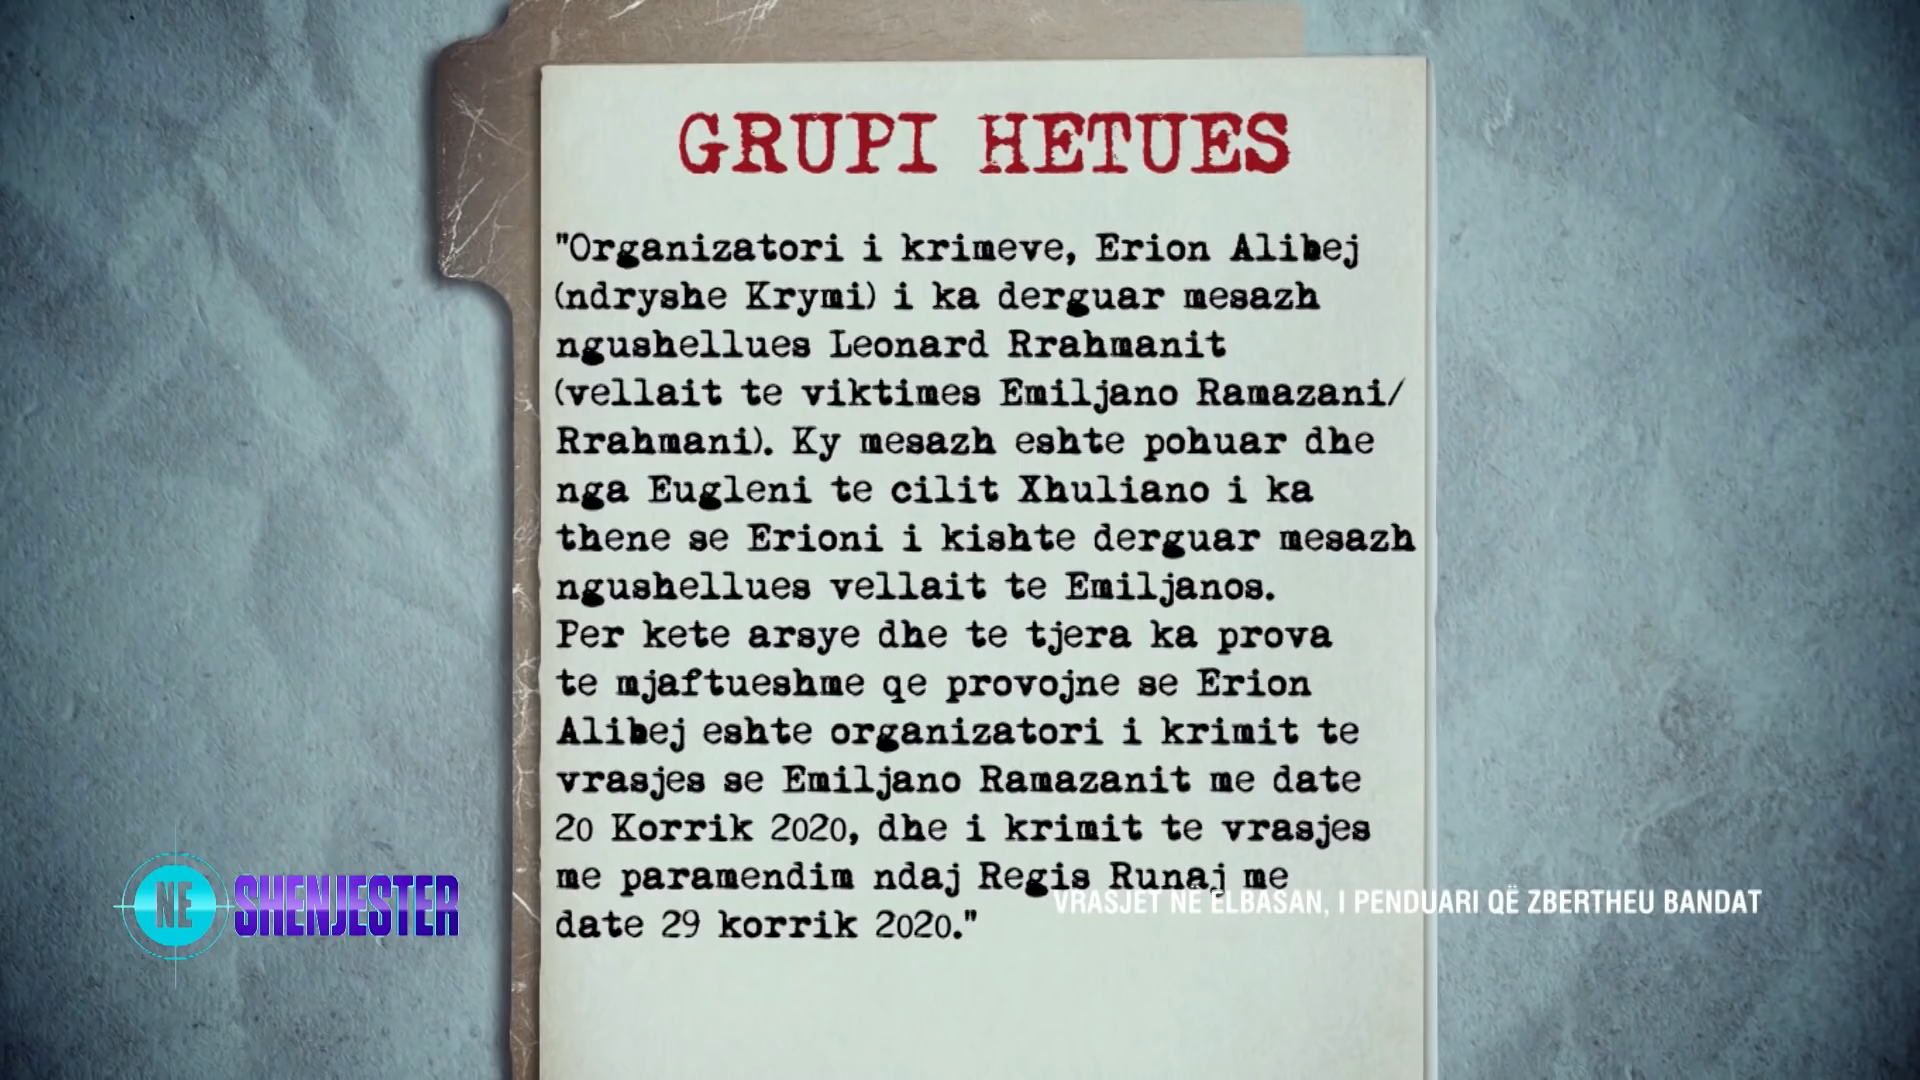 GRUPI HETUES
"Organizatori i krimeve, Erion Alibej
(ndryshe Krymi) i ka derguar mesazh
ngushellues Leonard Rrahmanit
(vellait te viktimes Emiljano Ramazani/
Rrahmani). Ky mesazh eshte pohuar dhe
nga Eugleni te cilit Xhuliano i ka
thene se Erioni i kishte derguar mesazh
ngushellues vellait te Emiljanos.
Per kete arsye dhe te tjera ka prova
te mjaftueshme qe provojne se Erion
Alibej eshte organizatori i krimit te
vrasjes se Emiljano Ramazanit me date
20 Korrik 2020, dhe i krimit te vrasjes
me paramendim ndaj Regis Runaj me
date 29 korrik 2020."
NE SHENJESTER
VRASJET NË ELBASAN, I PENDUARI QË ZBERTHEU BANDAT